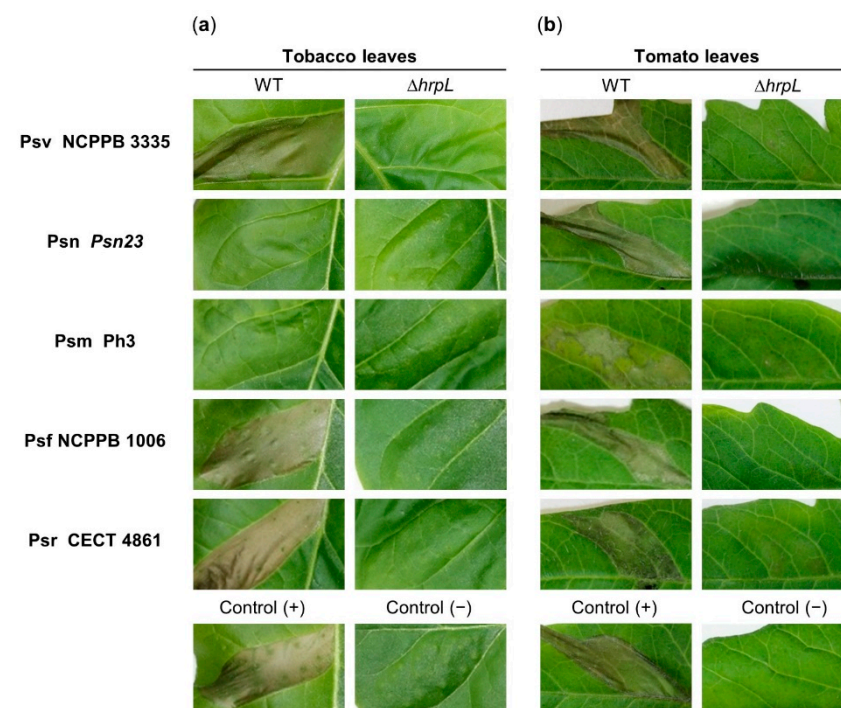 (a) (b)
Tobacco leaves Tomato leaves
WT ΔhrpL WT ΔhrpL
Psv NCPPB 3335
Psn Psn23
Psm Ph3
Psf NCPPB 1006
Psr CECT 4861
Control (+) Control (−) Control (+) Control (−)